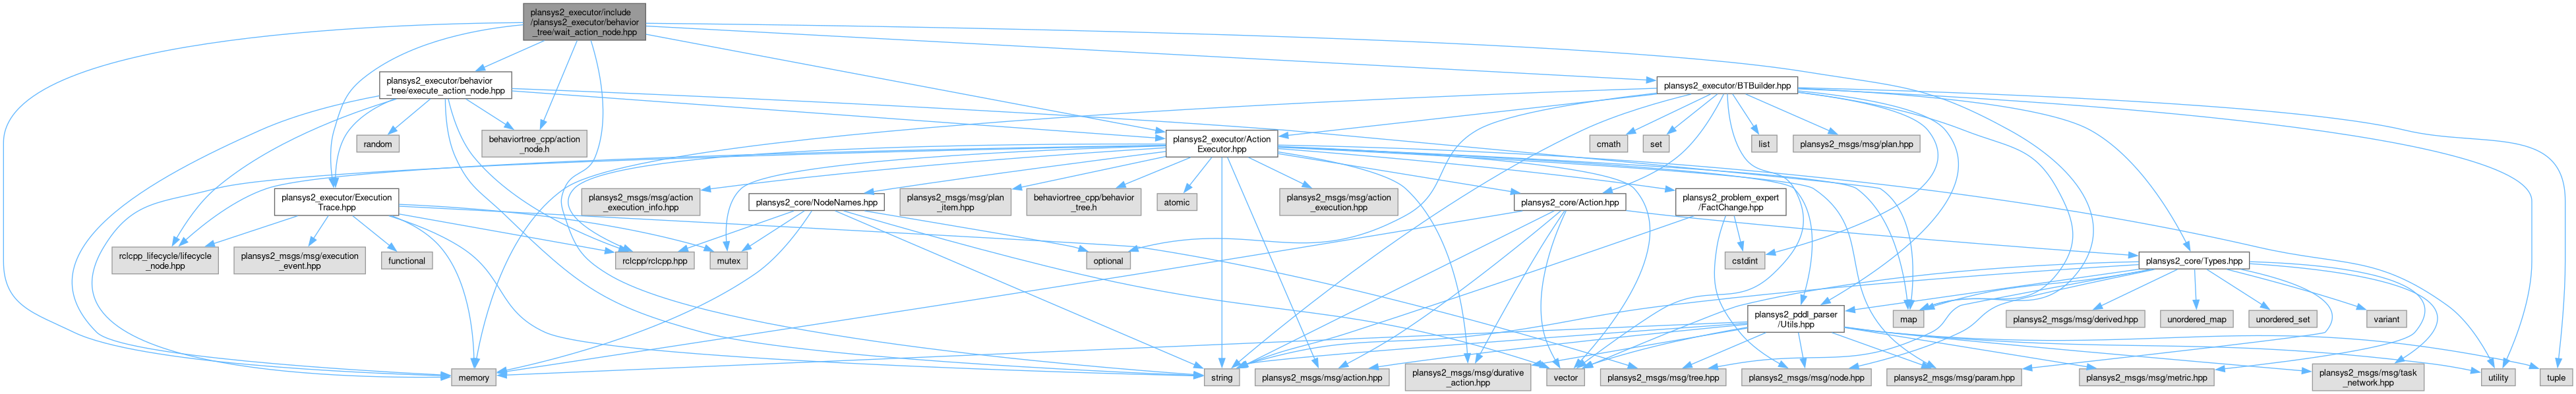 plansys2_executor/include
/plansys2_executor/behavior
_tree/wait_action_node.hpp
plansys2_executor/behavior
_tree/execute_action_node.hpp
plansys2_executor/BTBuilder.hpp
random
behaviortree_cpp/action
_node.h
plansys2_executor/Action
Executor.hpp
cmath
set
list
plansys2_msgs/msg/plan.hpp
plansys2_executor/Execution
Trace.hpp
plansys2_msgs/msg/action
_execution_info.hpp
plansys2_core/NodeNames.hpp
plansys2_msgs/msg/plan
_item.hpp
behaviortree_cpp/behavior
_tree.h
atomic
plansys2_msgs/msg/action
_execution.hpp
plansys2_core/Action.hpp
plansys2_problem_expert
/FactChange.hpp
rclcpp_lifecycle/lifecycle
_node.hpp
plansys2_msgs/msg/execution
_event.hpp
functional
rclcpp/rclcpp.hpp
mutex
optional
cstdint
plansys2_core/Types.hpp
plansys2_pddl_parser
/Utils.hpp
map
plansys2_msgs/msg/derived.hpp
unordered_map
unordered_set
variant
memory
string
plansys2_msgs/msg/action.hpp
plansys2_msgs/msg/durative
_action.hpp
vector
plansys2_msgs/msg/tree.hpp
plansys2_msgs/msg/node.hpp
plansys2_msgs/msg/param.hpp
plansys2_msgs/msg/metric.hpp
plansys2_msgs/msg/task
_network.hpp
utility
tuple